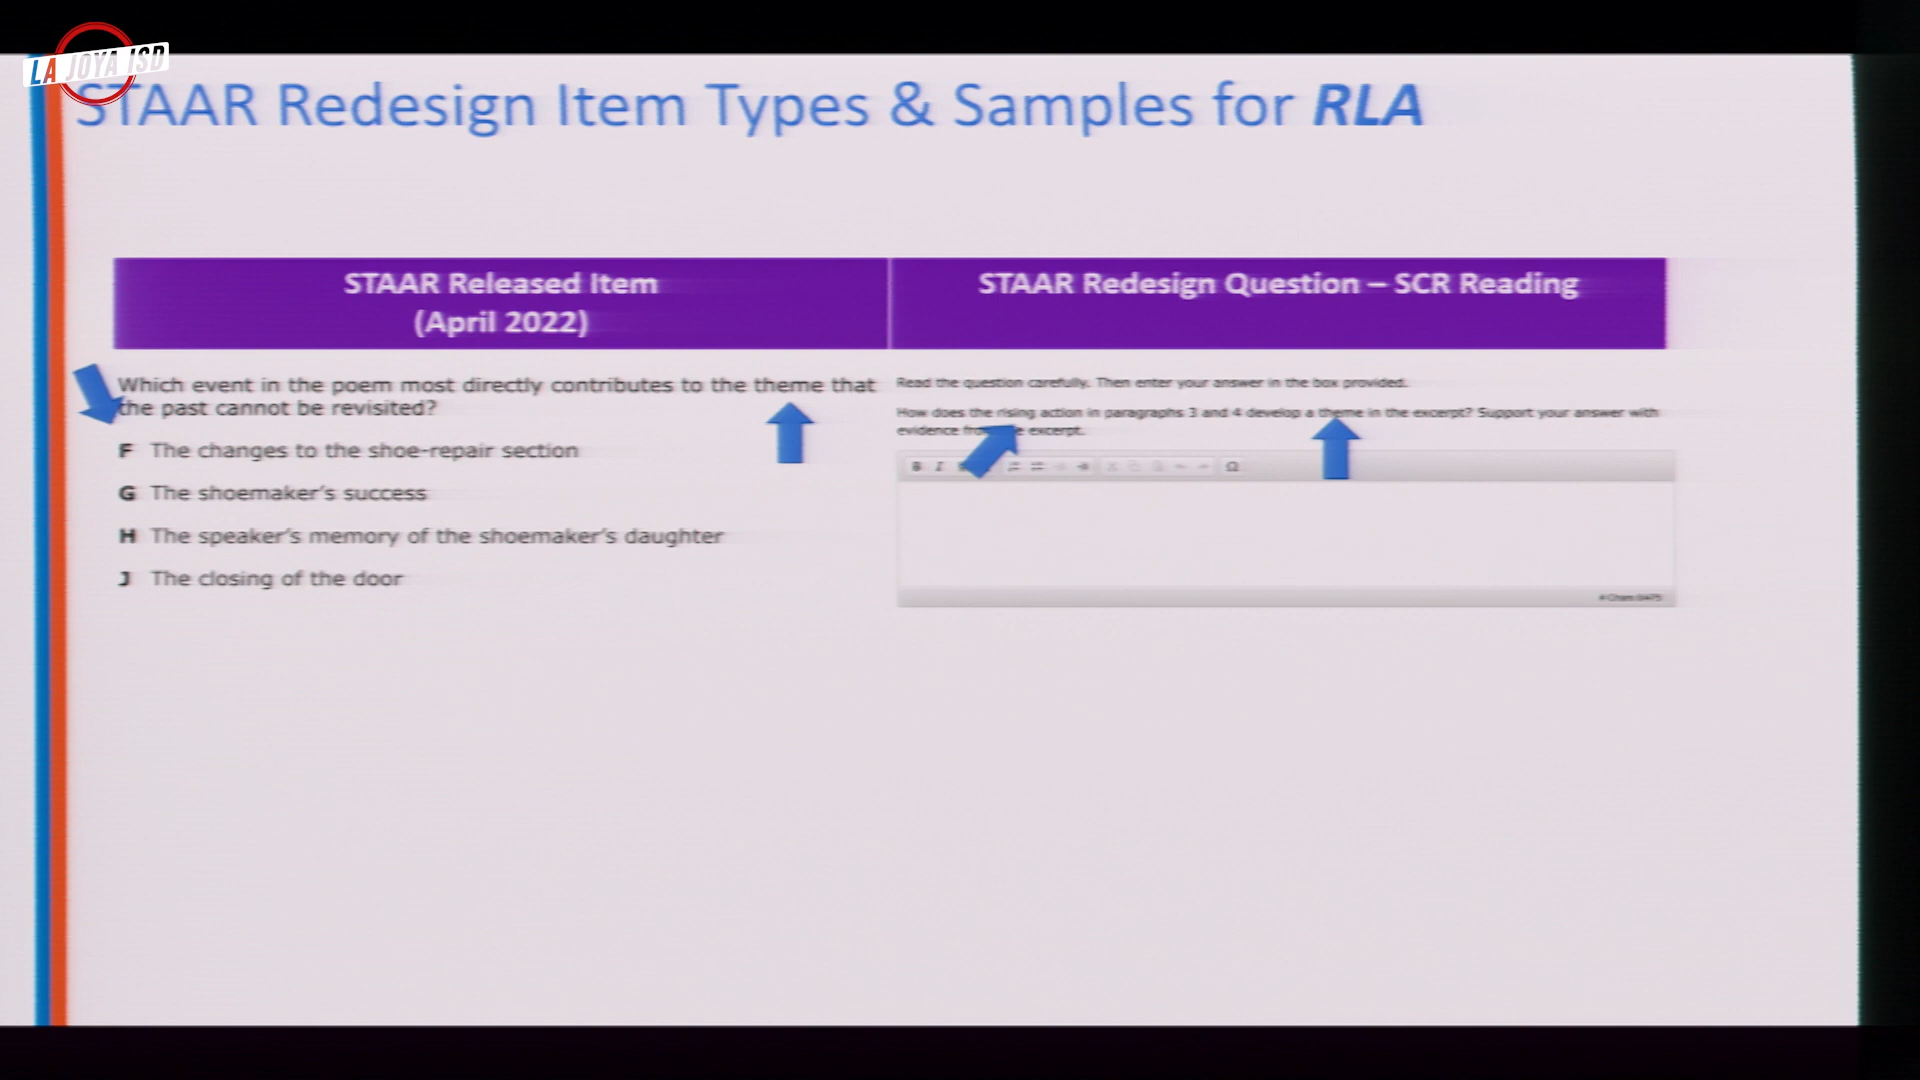 LA JOYA ISD
STAAR Redesign Item Types & Samples for RLA
STAAR Released Item
(April 2022)
STAAR Redesign Question – SCR Reading
Which event in the poem most directly contributes to the theme that
the past cannot be revisited?
F The changes to the shoe-repair section
G The shoemaker's success
H The speaker's memory of the shoemaker's daughter
J The closing of the door
Read the question carefully. Then enter your answer in the box provided.
How does the rising action in paragraphs 3 and 4 develop a theme in the excerpt? Support your answer with
evidence excerpt.
B I Ω